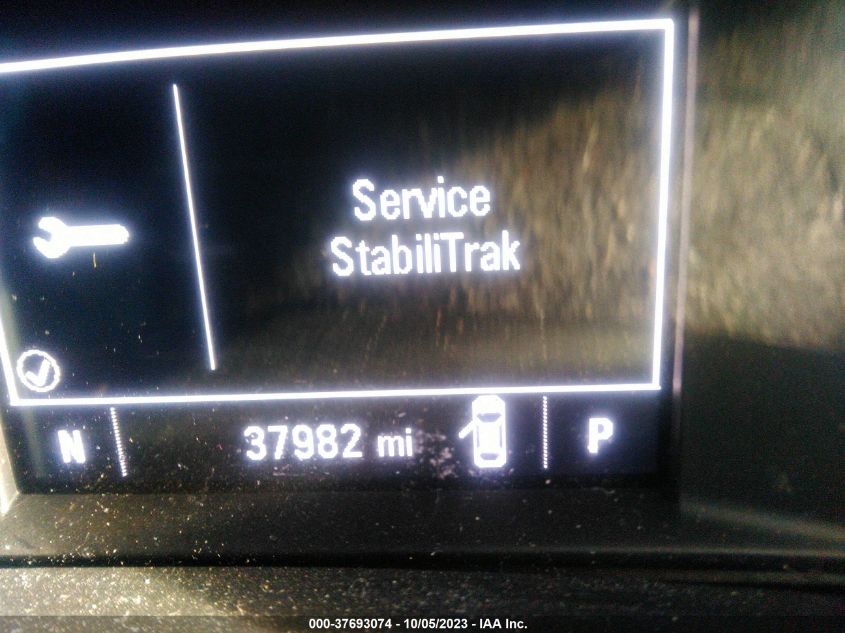 Service
StabiliTrak
N 37982 mi P
000-37693074 - 10/05/2023 - IAA Inc.